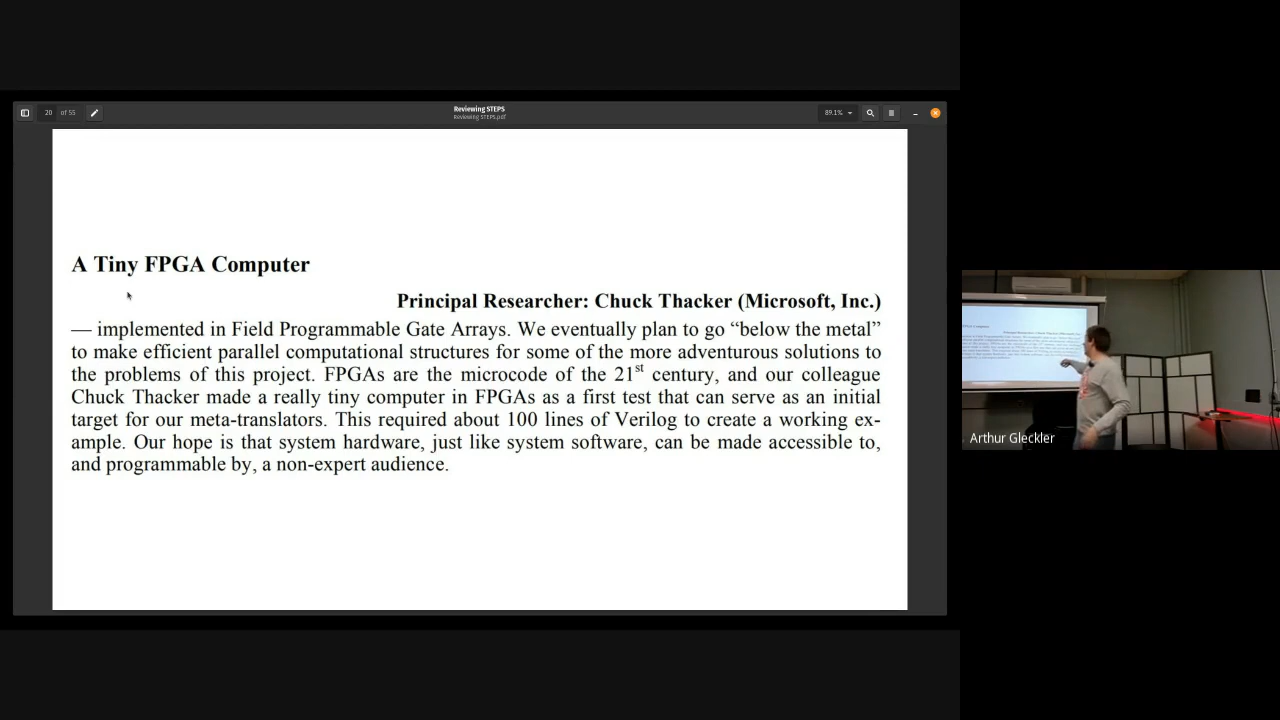 20 of 55
Reviewing STEPS
Reviewing STEPS.pdf
89.1%
A Tiny FPGA Computer
Principal Researcher: Chuck Thacker (Microsoft, Inc.)
— implemented in Field Programmable Gate Arrays. We eventually plan to go “below the metal”
to make efficient parallel computational structures for some of the more adventurous solutions to
the problems of this project. FPGAs are the microcode of the 21st century, and our colleague
Chuck Thacker made a really tiny computer in FPGAs as a first test that can serve as an initial
target for our meta-translators. This required about 100 lines of Verilog to create a working ex-
ample. Our hope is that system hardware, just like system software, can be made accessible to,
and programmable by, a non-expert audience.
Arthur Gleckler